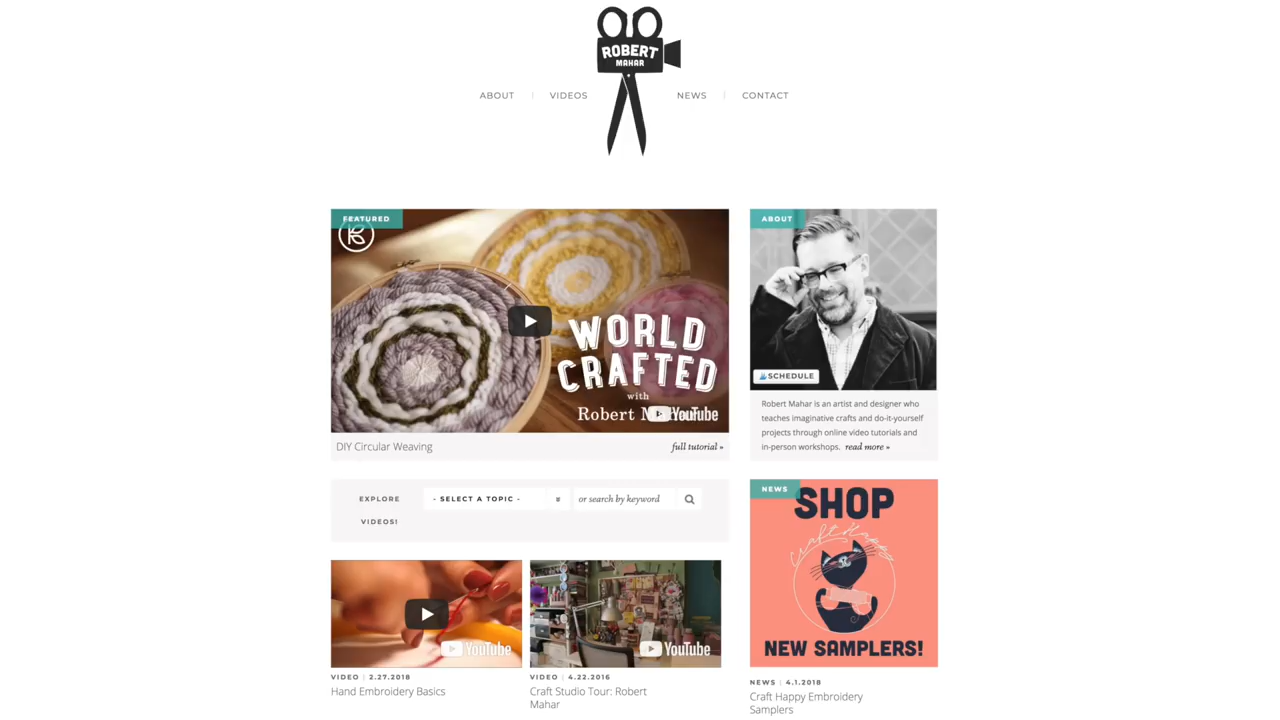 ROBERT
MAHAR
ABOUT
VIDEOS
NEWS
CONTACT
FEATURED
WORLD
CRAFTED
with
Robert
YouTube
DIY Circular Weaving
full tutorial »
ABOUT
SCHEDULE
Robert Mahar is an artist and designer who
teaches imaginative crafts and do-it-yourself
projects through online video tutorials and
in-person workshops. read more »
EXPLORE
VIDEOS!
- SELECT A TOPIC -
or search by keyword
YouTube
VIDEO | 2.27.2018
Hand Embroidery Basics
YouTube
VIDEO | 4.22.2016
Craft Studio Tour: Robert
Mahar
NEWS
SHOP
Craft Happy
NEW SAMPLERS!
NEWS | 4.1.2018
Craft Happy Embroidery
Samplers